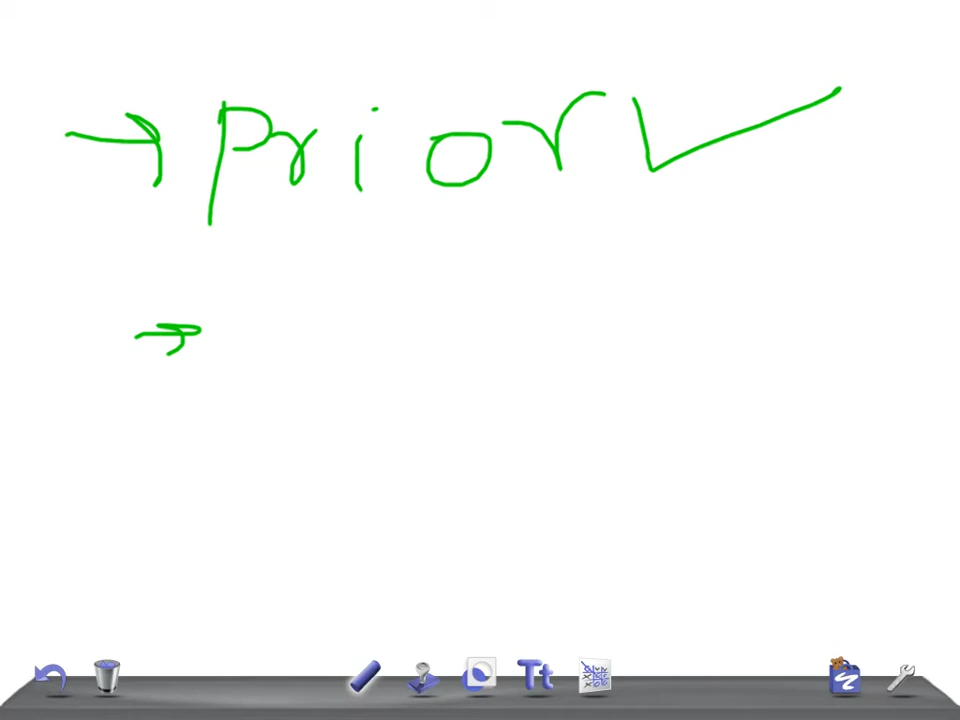 → Prior ✓
→